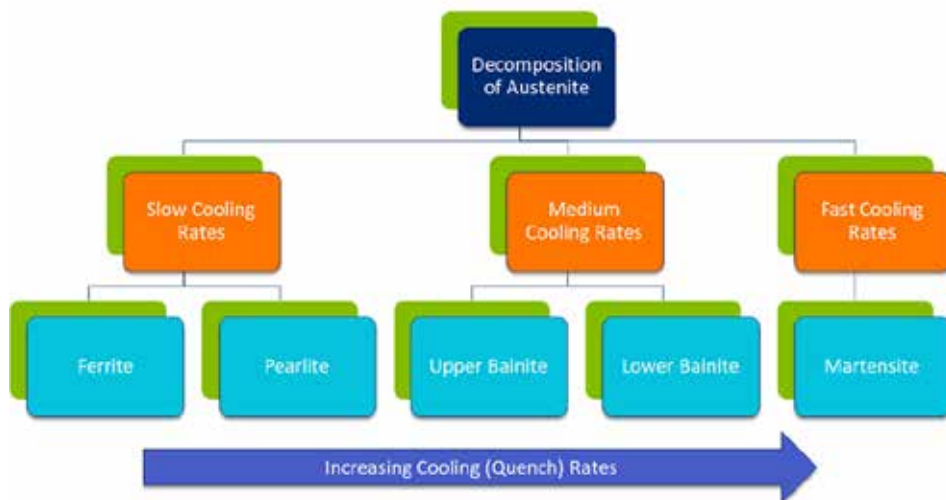 Decomposition
of Austenite
Slow Cooling
Rates
Medium
Cooling Rates
Fast Cooling
Rates
Ferrite
Pearlite
Upper Bainite
Lower Bainite
Martensite
Increasing Cooling (Quench) Rates